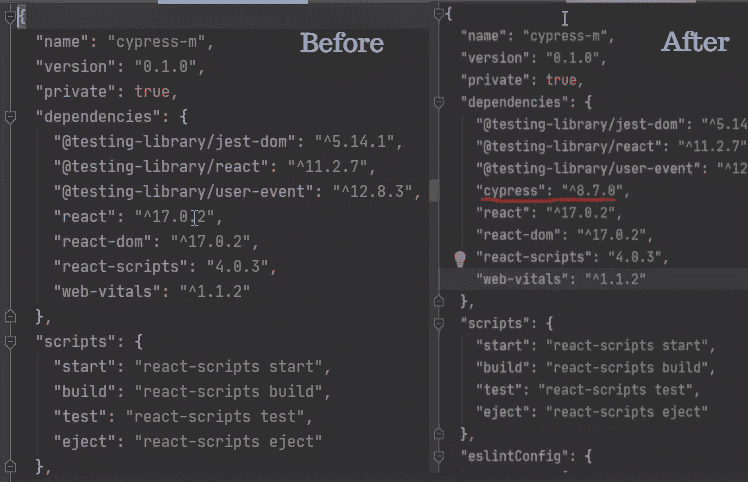 Before
{
"name": "cypress-m",
"version": "0.1.0",
"private": true,
"dependencies": {
"@testing-library/jest-dom": "^5.14.1",
"@testing-library/react": "^11.2.7",
"@testing-library/user-event": "^12.8.3",
"react": "^17.0.2",
"react-dom": "^17.0.2",
"react-scripts": "4.0.3",
"web-vitals": "^1.1.2"
},
"scripts": {
"start": "react-scripts start",
"build": "react-scripts build",
"test": "react-scripts test",
"eject": "react-scripts eject"
},
After
{
"name": "cypress-m",
"version": "0.1.0",
"private": true,
"dependencies": {
"@testing-library/jest-dom": "^5.14
"@testing-library/react": "^11.2.7
"@testing-library/user-event": "^12
"cypress": "^8.7.0",
"react": "^17.0.2",
"react-dom": "^17.0.2",
"react-scripts": "4.0.3",
"web-vitals": "^1.1.2"
},
"scripts": {
"start": "react-scripts start",
"build": "react-scripts build",
"test": "react-scripts test",
"eject": "react-scripts eject"
},
"eslintConfig": {